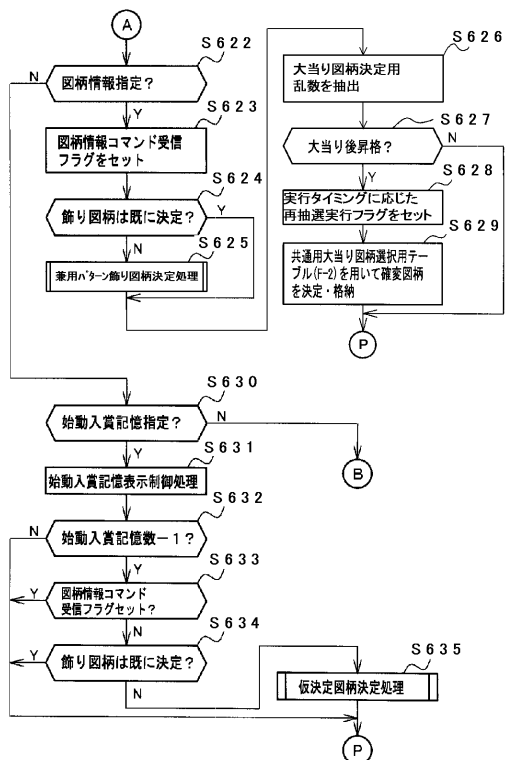 A
S622
図柄情報指定?
N
Y
S623
図柄情報コマンド受信
フラグをセット
S624
飾り図柄は既に決定?
Y
N
S625
兼用パターン飾り図柄決定処理
S626
大当り図柄決定用
乱数を抽出
S627
大当り後昇格?
N
Y
S628
実行タイミングに応じた
再抽選実行フラグをセット
S629
共通用大当り図柄選択用テー
ブル(F-2)を用いて確変図柄
を決定・格納
P
S630
始動入賞記憶指定?
N
B
Y
S631
始動入賞記憶表示制御処理
S632
始動入賞記憶数-1?
N
Y
S633
図柄情報コマンド
受信フラグセット?
Y
N
S634
飾り図柄は既に決定?
Y
N
S635
仮決定図柄決定処理
P